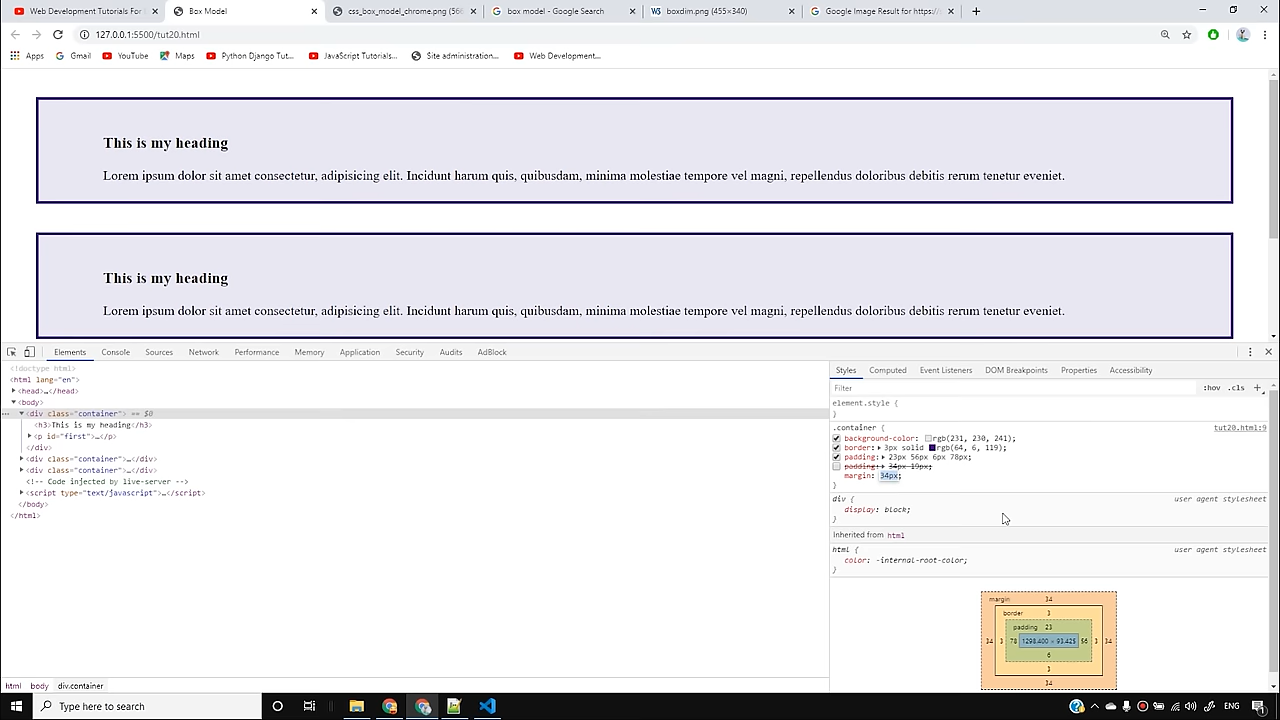 Web Development Tutorials For
Box Model
css_box_model_chrome.png
box model - Google Search
boxdim.png (455×340)
Google Image Result for https://
127.0.0.1:5500/tut20.html
Apps
Gmail
YouTube
Maps
Python Django Tut...
JavaScript Tutorials...
Site administration...
Web Development...
This is my heading
Lorem ipsum dolor sit amet consectetur, adipisicing elit. Incidunt harum quis, quibusdam, minima molestiae tempore vel magni, repellendus doloribus debitis rerum tenetur eveniet.
This is my heading
Lorem ipsum dolor sit amet consectetur, adipisicing elit. Incidunt harum quis, quibusdam, minima molestiae tempore vel magni, repellendus doloribus debitis rerum tenetur eveniet.
Elements
Console
Sources
Network
Performance
Memory
Application
Security
Audits
AdBlock
<!doctype html>
<html lang="en">
<head>…</head>
<body>
<div class="container"> == $0
<h3>This is my heading</h3>
<p id="first">…</p>
</div>
<div class="container">…</div>
<div class="container">…</div>
<!-- Code injected by live-server -->
<script type="text/javascript">…</script>
</body>
</html>
html
body
div.container
Styles
Computed
Event Listeners
DOM Breakpoints
Properties
Accessibility
Filter
:hov .cls +
element.style {
}
.container {
tut20.html:9
background-color: rgb(231, 230, 241);
border: 3px solid rgb(64, 6, 119);
padding: 23px 56px 6px 78px;
padding: 34px 19px;
margin: 34px;
}
div {
user agent stylesheet
display: block;
}
Inherited from html
html {
user agent stylesheet
color: -internal-root-color;
}
margin 34
border 3
padding 23
34 3 78 1298.400 × 93.425 56 3 34
6
3
34
Type here to search
ENG